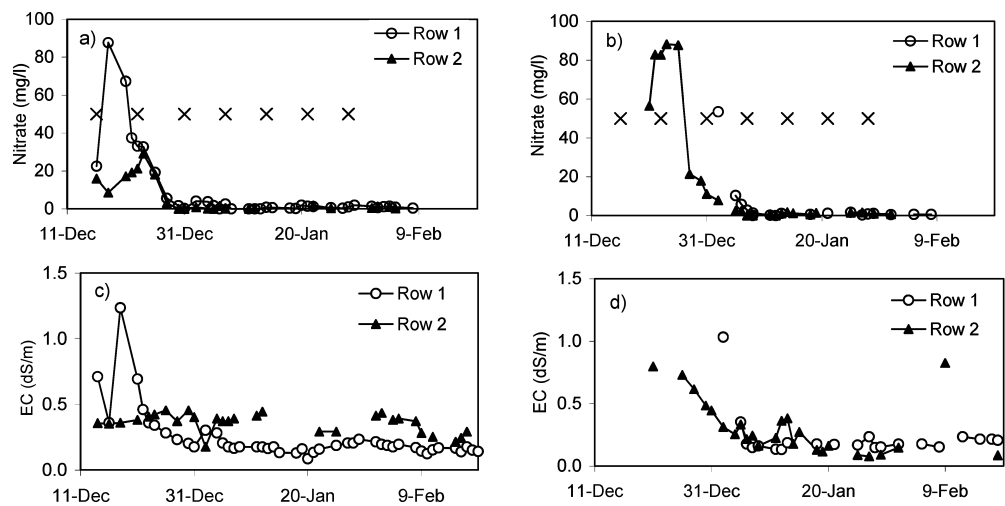 100
80
60
40
20
0
Nitrate (mg/l)
a)
Row 1
Row 2
11-Dec
31-Dec
20-Jan
9-Feb
100
80
60
40
20
0
Nitrate (mg/l)
b)
Row 1
Row 2
11-Dec
31-Dec
20-Jan
9-Feb
1.5
1.0
0.5
0.0
EC (dS/m)
c)
Row 1
Row 2
11-Dec
31-Dec
20-Jan
9-Feb
1.5
1.0
0.5
0.0
EC (dS/m)
d)
Row 1
Row 2
11-Dec
31-Dec
20-Jan
9-Feb